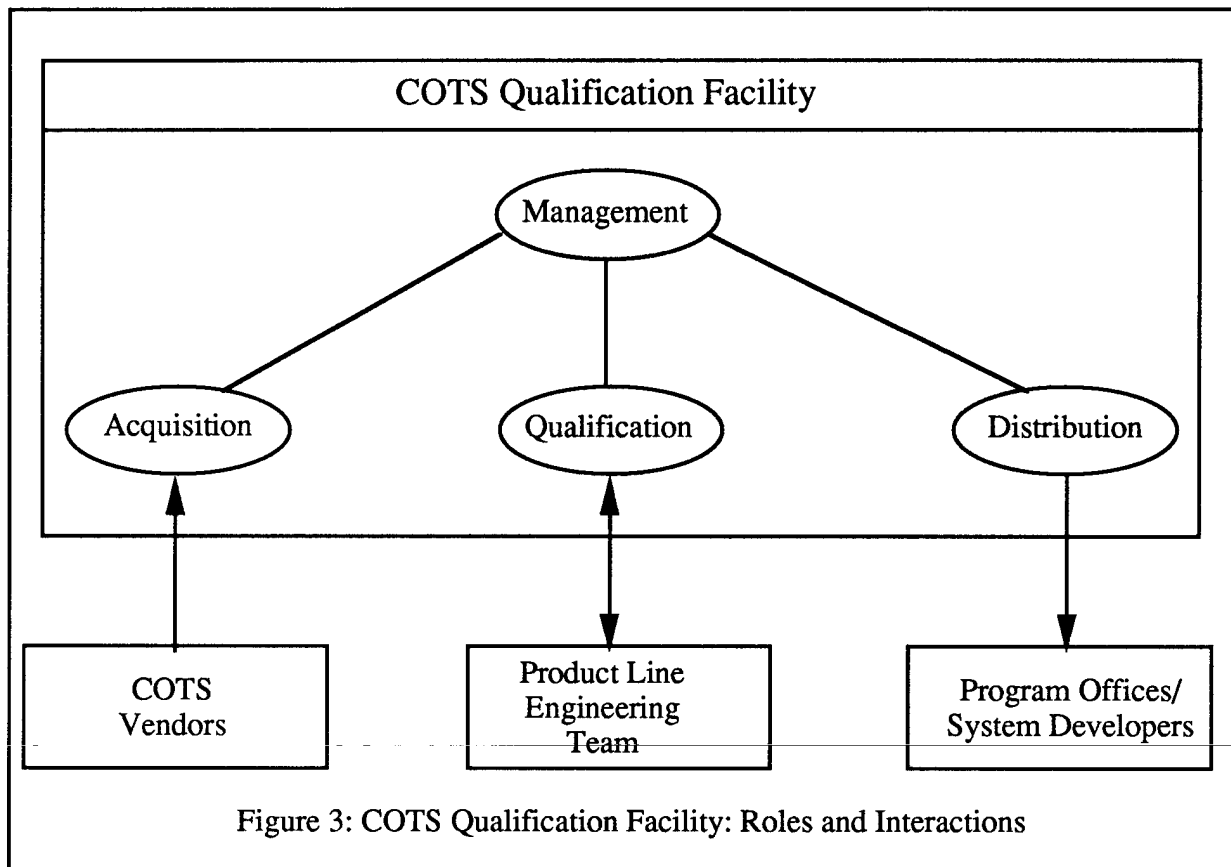 COTS Qualification Facility
Management
Acquisition
Qualification
Distribution
COTS
Vendors
Product Line
Engineering
Team
Program Offices/
System Developers
Figure 3: COTS Qualification Facility: Roles and Interactions